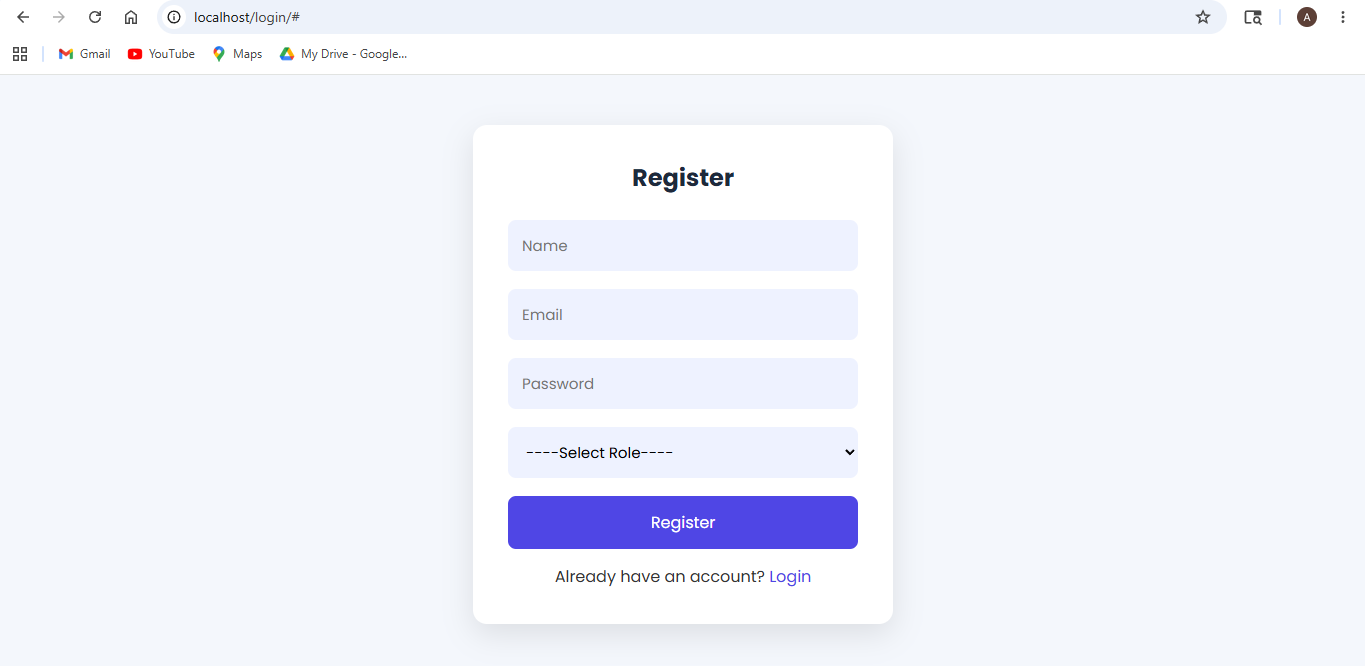 localhost/login/#
A
Gmail YouTube Maps My Drive - Google...
Register
Name
Email
Password
----Select Role----
Register
Already have an account? Login